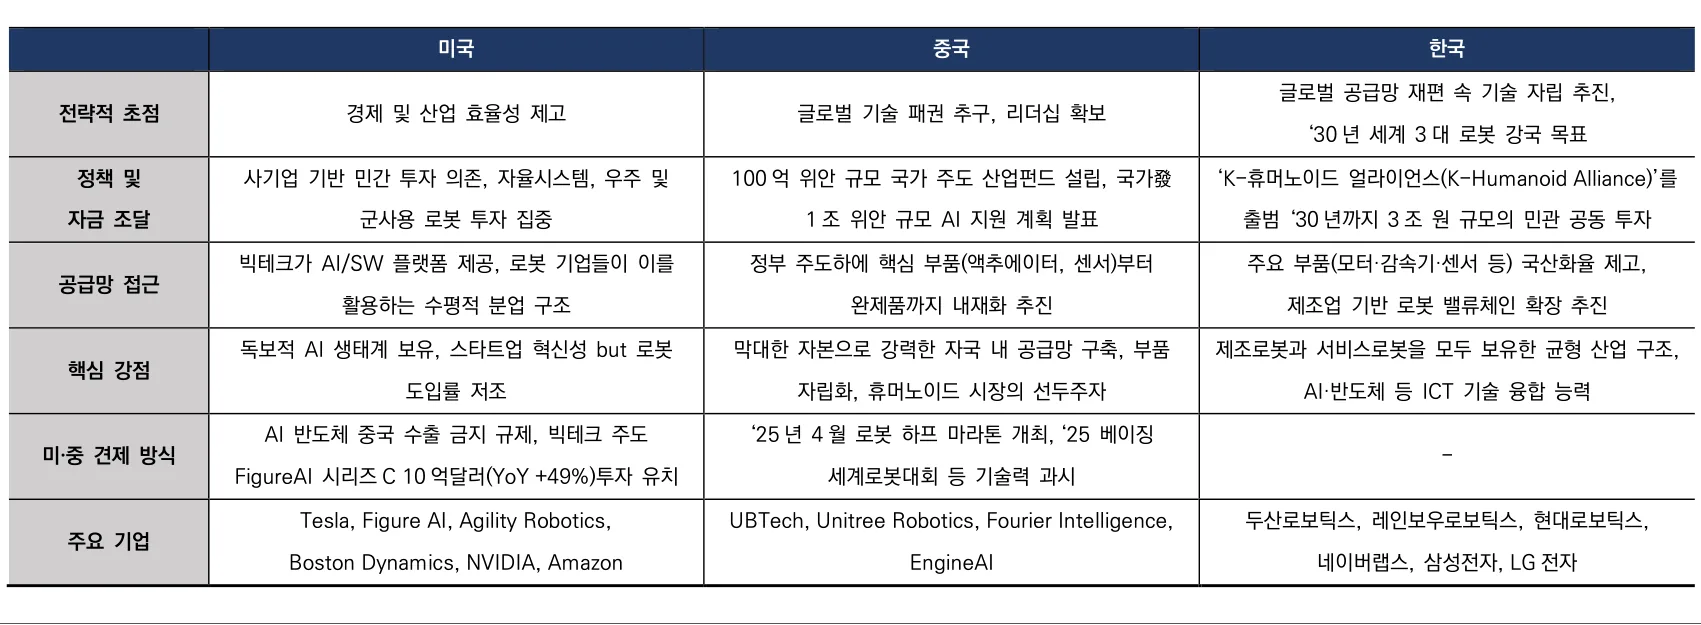 미국 중국 한국
전략적 초점
경제 및 산업 효율성 제고
글로벌 기술 패권 추구, 리더십 확보
글로벌 공급망 재편 속 기술 자립 추진,
‘30년 세계 3대 로봇 강국 목표
정책 및
자금 조달
사기업 기반 민간 투자 의존, 자율시스템, 우주 및
군사용 로봇 투자 집중
100억 위안 규모 국가 주도 산업펀드 설립, 국가發
1조 위안 규모 AI 지원 계획 발표
‘K-휴머노이드 얼라이언스(K-Humanoid Alliance)’를
출범 ‘30년까지 3조 원 규모의 민관 공동 투자
공급망 접근
빅테크가 AI/SW 플랫폼 제공, 로봇 기업들이 이를
활용하는 수평적 분업 구조
정부 주도하에 핵심 부품(액추에이터, 센서)부터
완제품까지 내재화 추진
주요 부품(모터·감속기·센서 등) 국산화율 제고,
제조업 기반 로봇 밸류체인 확장 추진
핵심 강점
독보적 AI 생태계 보유, 스타트업 혁신성 but 로봇
도입률 저조
막대한 자본으로 강력한 자국 내 공급망 구축, 부품
자립화, 휴머노이드 시장의 선두주자
제조로봇과 서비스로봇을 모두 보유한 균형 산업 구조,
AI·반도체 등 ICT 기술 융합 능력
미·중 견제 방식
AI 반도체 중국 수출 금지 규제, 빅테크 주도
FigureAI 시리즈 C 10억달러(YoY +49%)투자 유치
‘25년 4월 로봇 하프 마라톤 개최, ‘25 베이징
세계로봇대회 등 기술력 과시
-
주요 기업
Tesla, Figure AI, Agility Robotics,
Boston Dynamics, NVIDIA, Amazon
UBTech, Unitree Robotics, Fourier Intelligence,
EngineAI
두산로보틱스, 레인보우로보틱스, 현대로보틱스,
네이버랩스, 삼성전자, LG전자